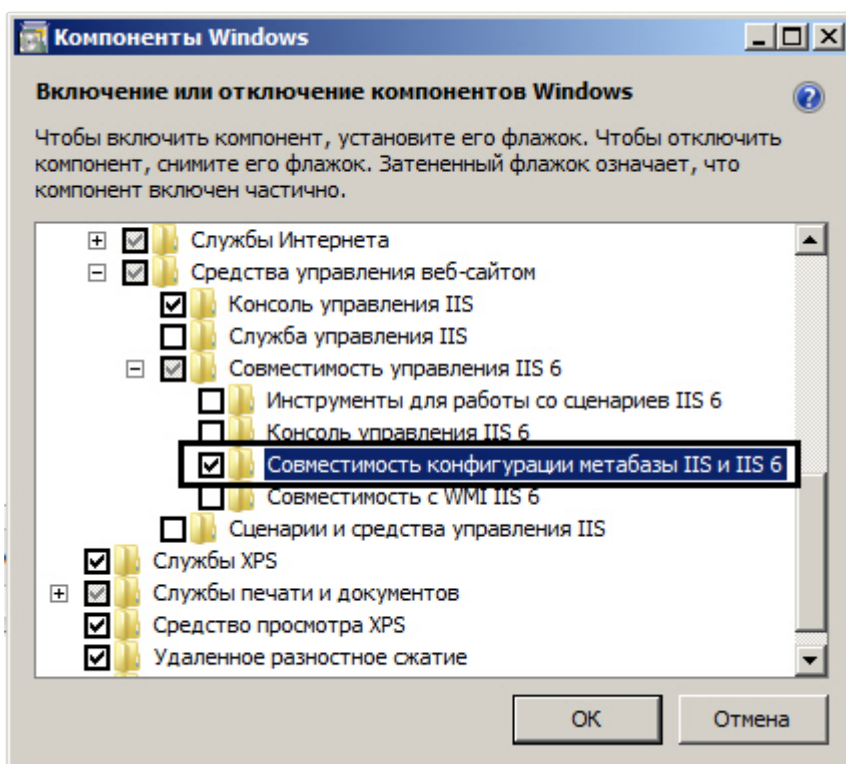 Компоненты Windows
Включение или отключение компонентов Windows
Чтобы включить компонент, установите его флажок. Чтобы отключить
компонент, снимите его флажок. Затененный флажок означает, что
компонент включен частично.
Службы Интернета
Средства управления веб-сайтом
Консоль управления IIS
Служба управления IIS
Совместимость управления IIS 6
Инструменты для работы со сценариев IIS 6
Консоль управления IIS 6
Совместимость конфигурации метабазы IIS и IIS 6
Совместимость с WMI IIS 6
Сценарии и средства управления IIS
Службы XPS
Службы печати и документов
Средство просмотра XPS
Удаленное разностное сжатие
ОК
Отмена